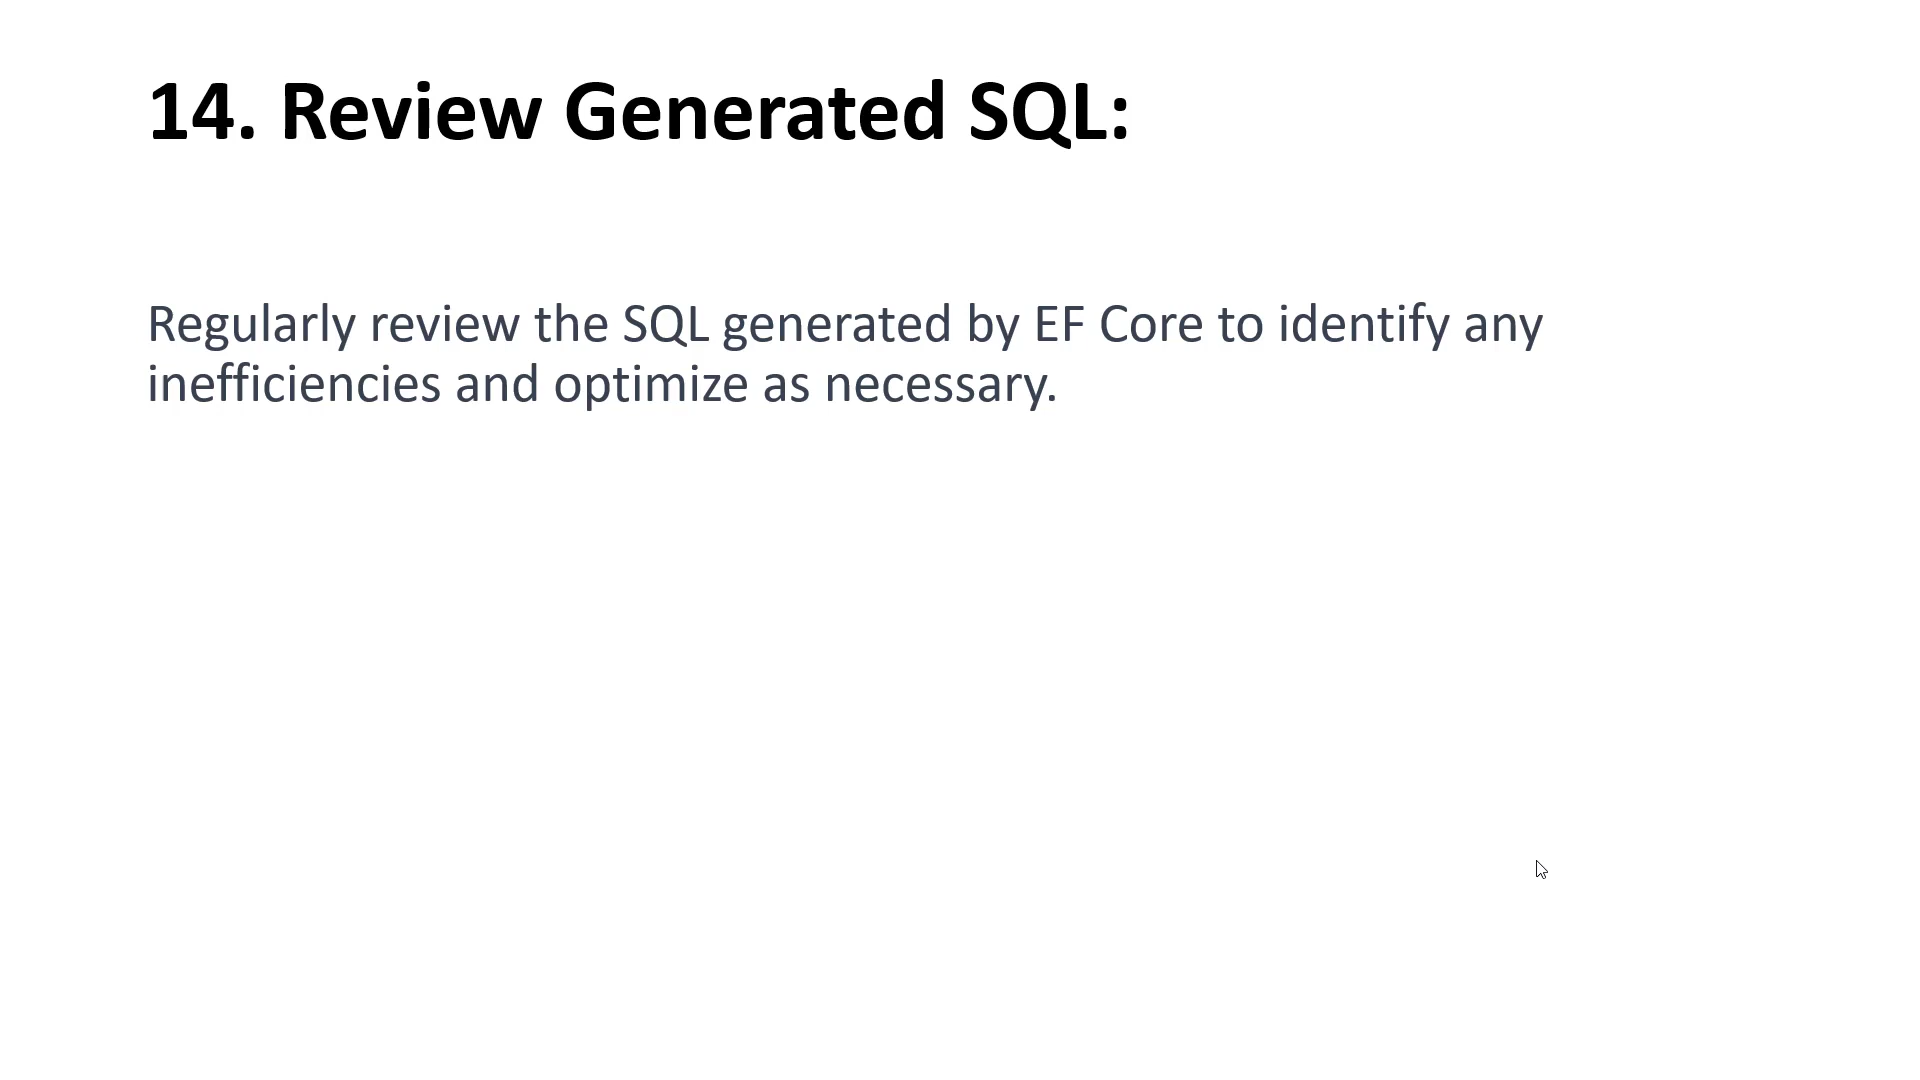 14. Review Generated SQL:
Regularly review the SQL generated by EF Core to identify any
inefficiencies and optimize as necessary.